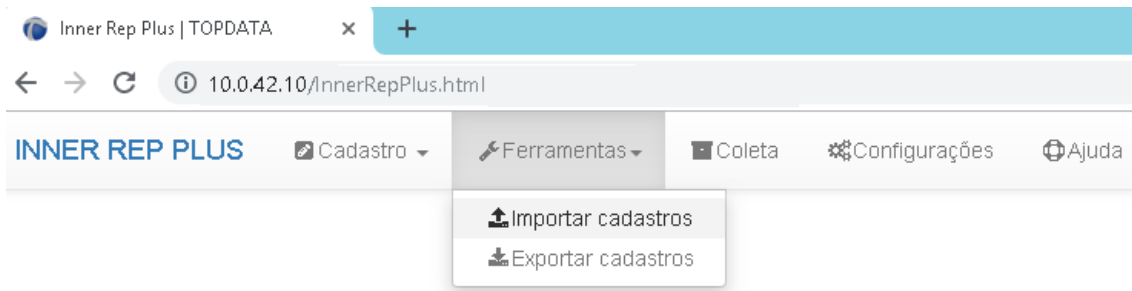 Inner Rep Plus | TOPDATA
10.0.42.10/InnerRepPlus.html
INNER REP PLUS Cadastro Ferramentas Coleta Configurações Ajuda
Importar cadastros
Exportar cadastros